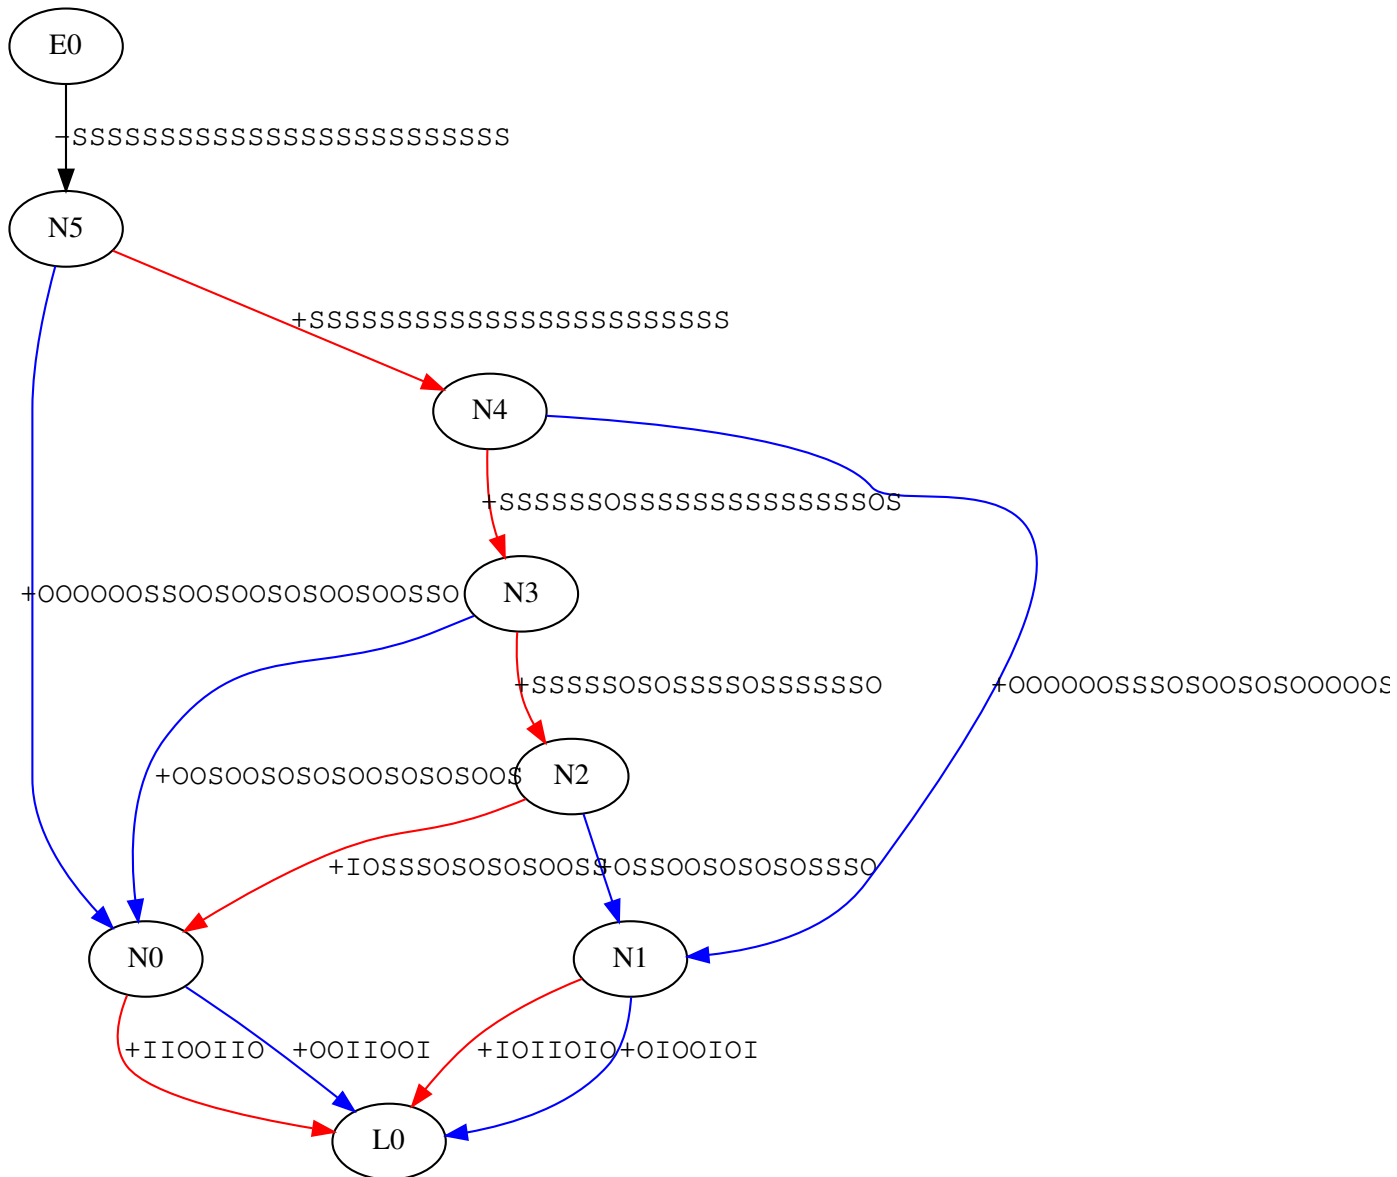 E0
-SSSSSSSSSSSSSSSSSSSSSSSSS
N5
+SSSSSSSSSSSSSSSSSSSSSSSS
N4
+SSSSSSOSSSSSSSSSSSSSSOS
+OOOOOOSSOOSOOSOSOOSOOSSO
N3
+SSSSSOSOSSSSOSSSSSSO
+OOOOOOSSSOSOOSOSOOOOOS
+OOSOOSOSOSOOSOSOSOOS
N2
+IOSSSOSOSOSOOSS
+OSSOOSOSOSOSSSO
N0
N1
+IIOOIIO
+OOIIOOI
+IOIIOIO
+OIOOIOI
L0